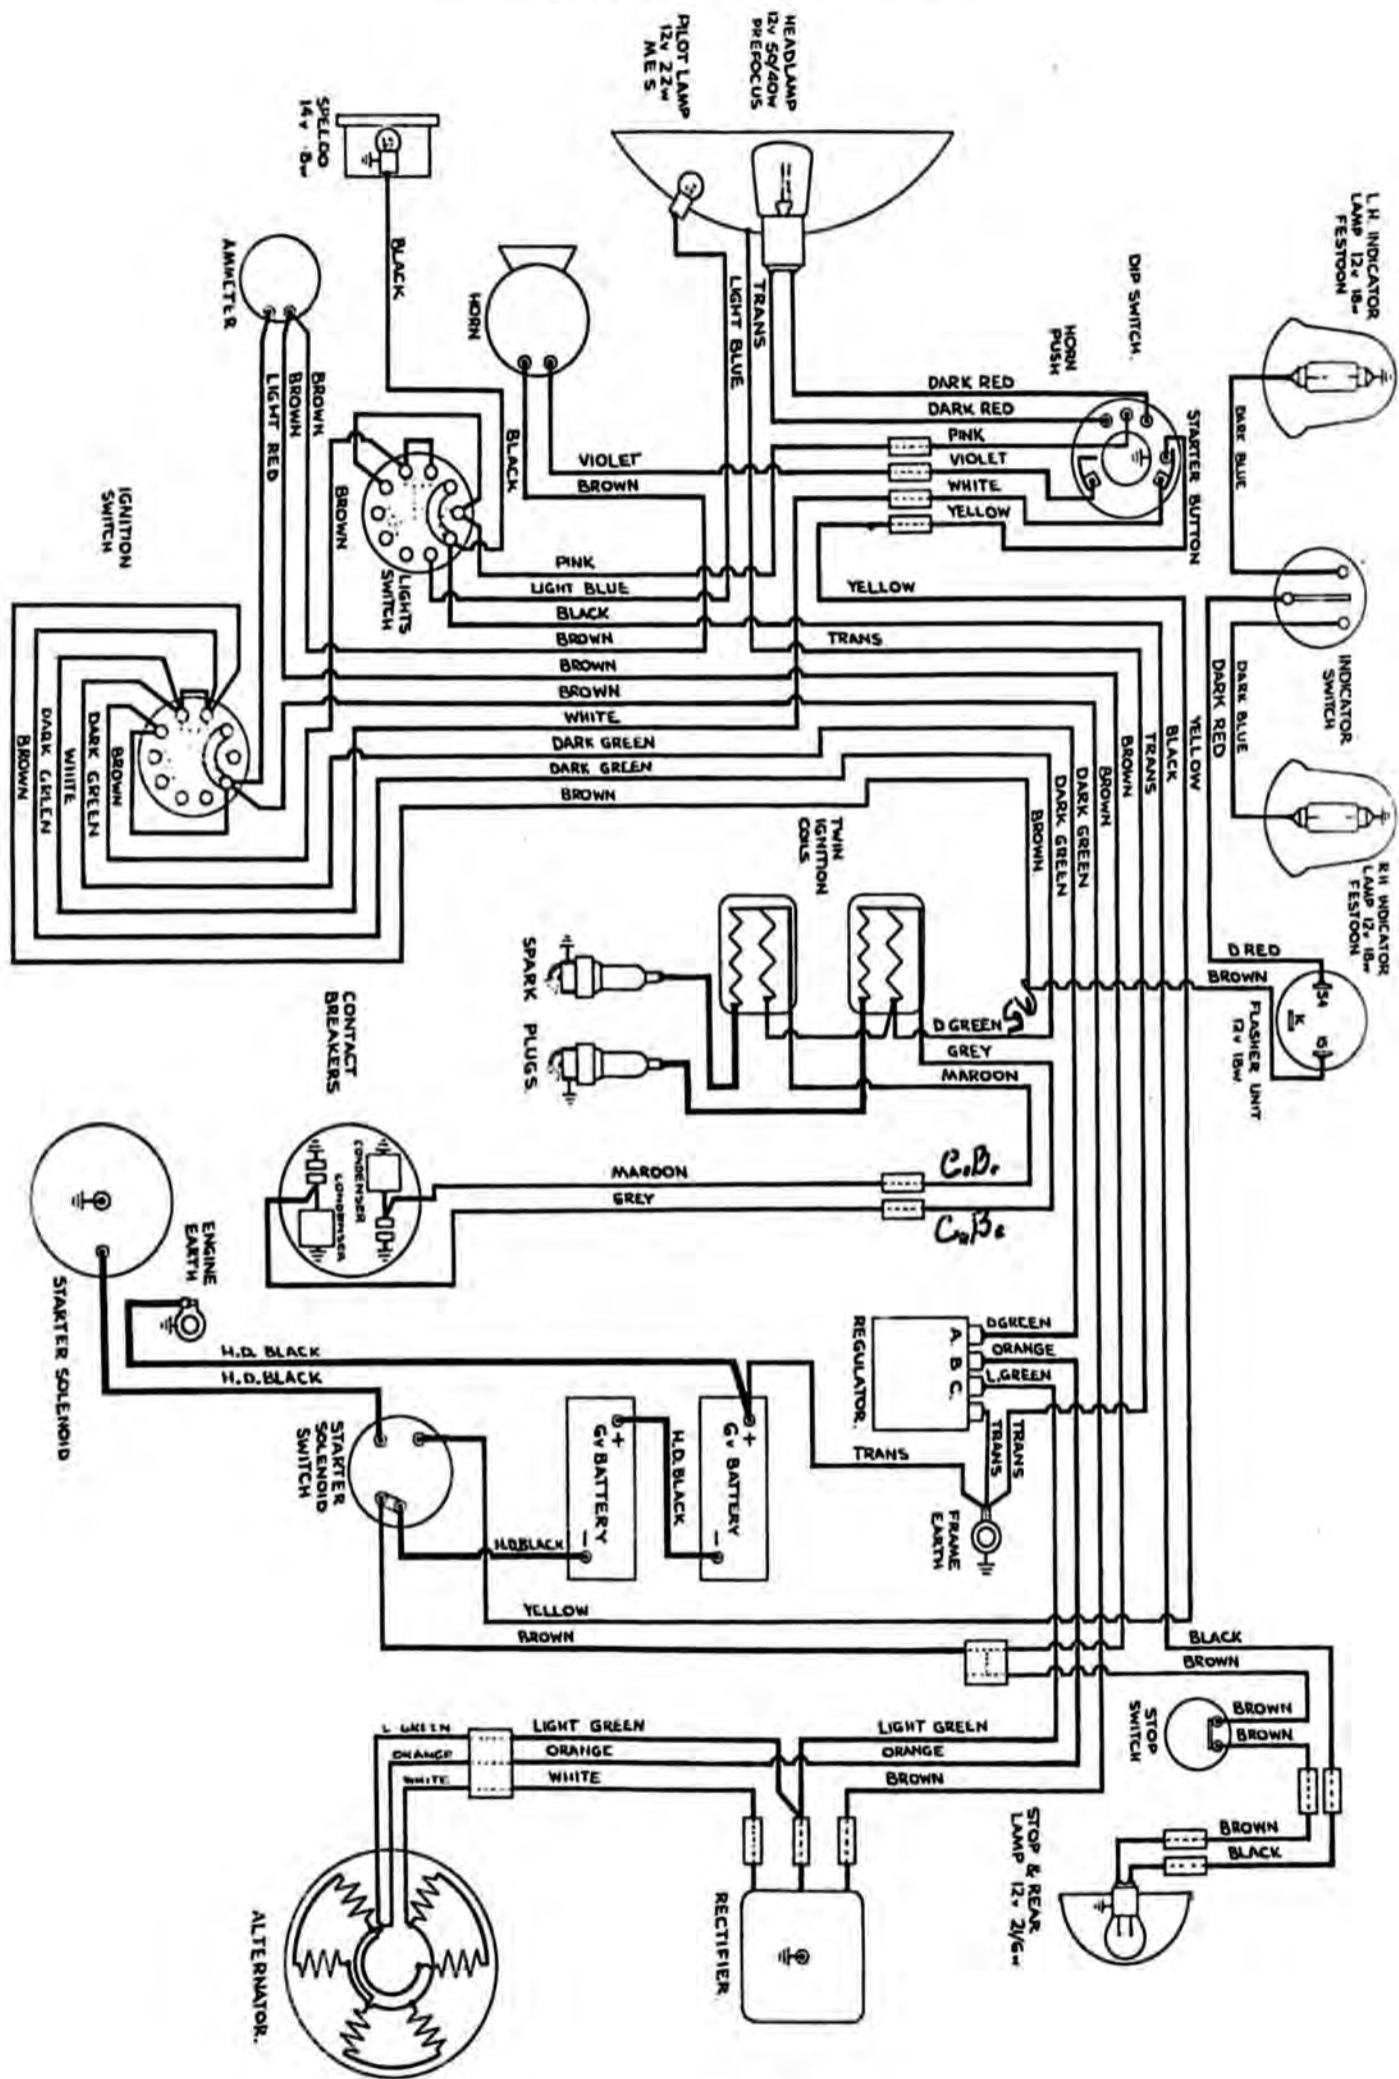 PILOT LAMP
12v 2.2w
M E S
HEADLAMP
12v 50/40W
PREFOCUS
L.H. INDICATOR
LAMP 12v 18w
FESTOON
SPEEDO
14v ·8w
BLACK
AMMETER
HORN
LIGHT BLUE
TRANS
DIP SWITCH.
HORN
PUSH
STARTER BUTTON
DARK BLUE
DARK RED
DARK RED
PINK
VIOLET
WHITE
YELLOW
BROWN
BROWN
LIGHT RED
BLACK
VIOLET
BROWN
BROWN
LIGHTS
SWITCH
IGNITION
SWITCH
PINK
LIGHT BLUE
BLACK
BROWN
BROWN
BROWN
WHITE
DARK GREEN
DARK GREEN
BROWN
YELLOW
TRANS
INDICATOR
SWITCH
DARK BLUE
DARK RED
YELLOW
BLACK
TRANS
BROWN
BROWN
DARK GREEN
DARK GREEN
BROWN
BROWN
DARK GREEN
WHITE
DARK GREEN
BROWN
R H INDICATOR
LAMP 12v 18w
FESTOON
TWIN
IGNITION
COILS
D RED
BROWN
54
K
15
FLASHER UNIT
12v 18w
SPARK PLUGS
D GREEN
GREY
MAROON
CONTACT
BREAKERS
CONDENSER
CONDENSER
MAROON
GREY
C.B.
C.B.
ENGINE
EARTH
STARTER SOLENOID
H.D. BLACK
H.D. BLACK
STARTER
SOLENOID
SWITCH
+
6v BATTERY
-
+
6v BATTERY
-
H.D. BLACK
H.D. BLACK
REGULATOR.
A. B C.
D GREEN
ORANGE
L. GREEN
TRANS
TRANS
TRANS
FRAME
EARTH
YELLOW
BROWN
BLACK
BROWN
STOP
SWITCH
BROWN
BROWN
L GREEN
ORANGE
WHITE
LIGHT GREEN
ORANGE
WHITE
LIGHT GREEN
ORANGE
BROWN
BROWN
BLACK
STOP & REAR
LAMP 12v 21/6w
RECTIFIER
ALTERNATOR.